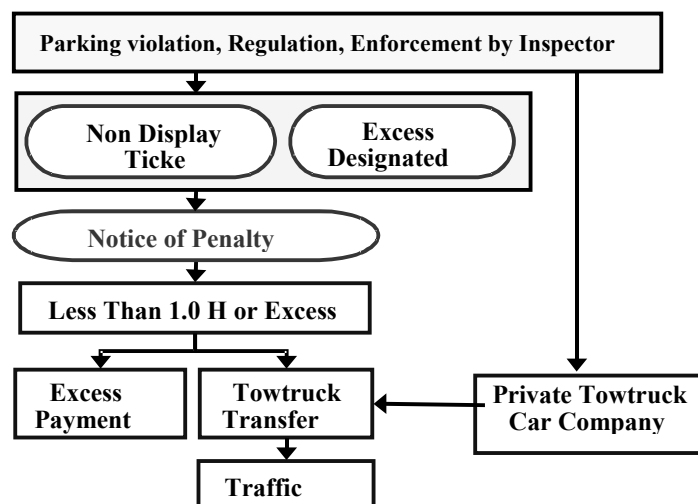 Parking violation, Regulation, Enforcement by Inspector
Non Display
Ticke
Excess
Designated
Notice of Penalty
Less Than 1.0 H or Excess
Excess
Payment
Towtruck
Transfer
Private Towtruck
Car Company
Traffic